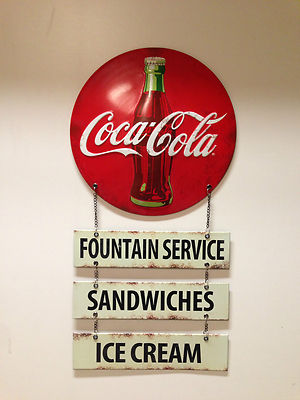 Coca-Cola
FOUNTAIN SERVICE
SANDWICHES
ICE CREAM